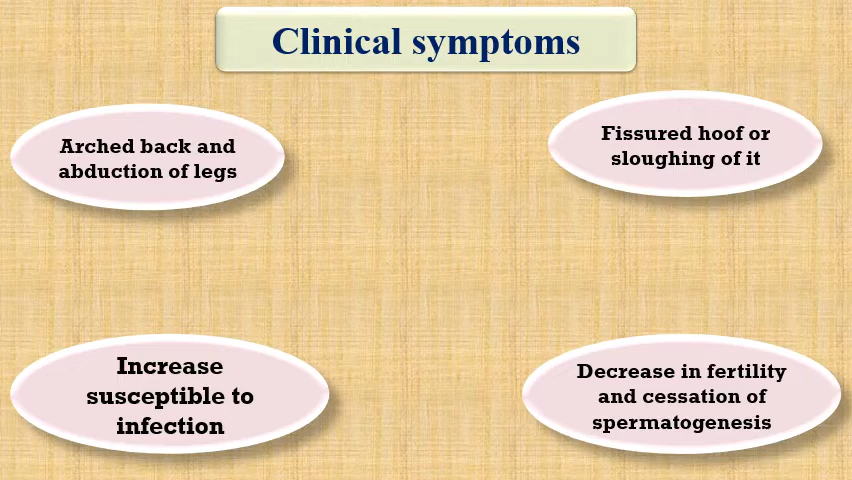 Clinical symptoms
Arched back and
abduction of legs
Fissured hoof or
sloughing of it
Increase
susceptible to
infection
Decrease in fertility
and cessation of
spermatogenesis